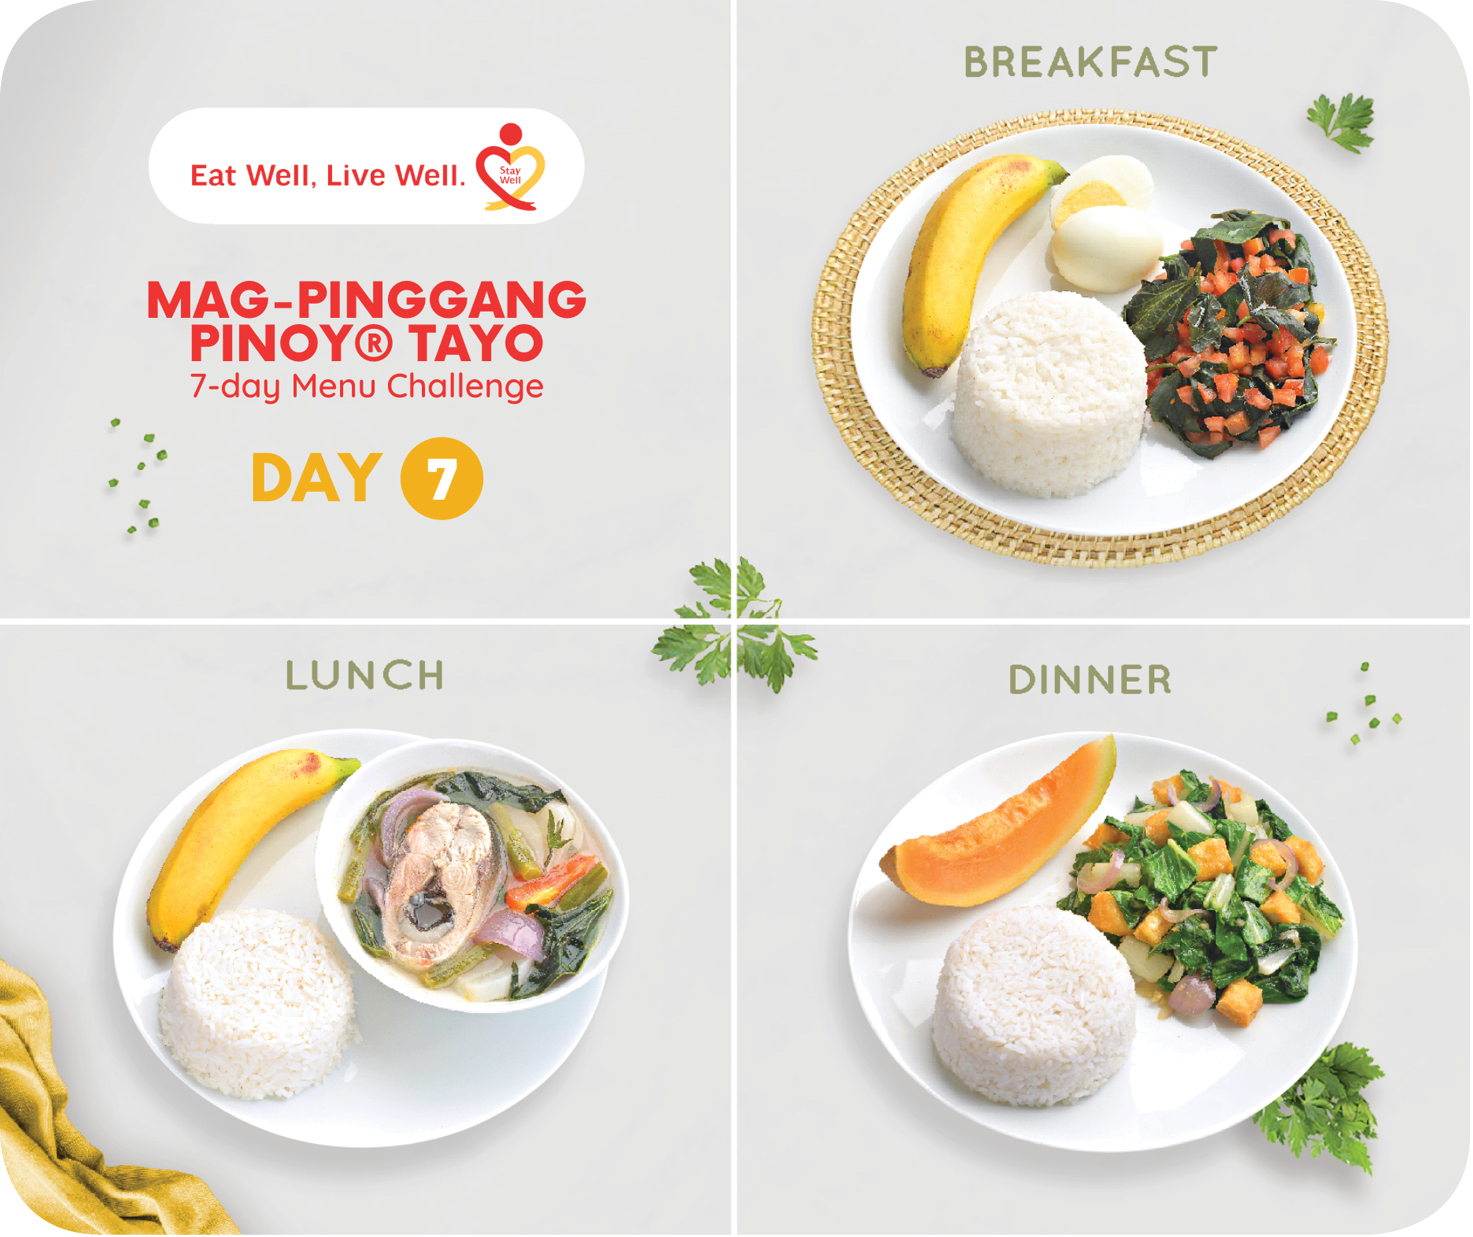 Eat Well, Live Well.
Stay
Well
MAG-PINGGANG
PINOY® TAYO
7-day Menu Challenge
DAY 7
BREAKFAST
LUNCH
DINNER